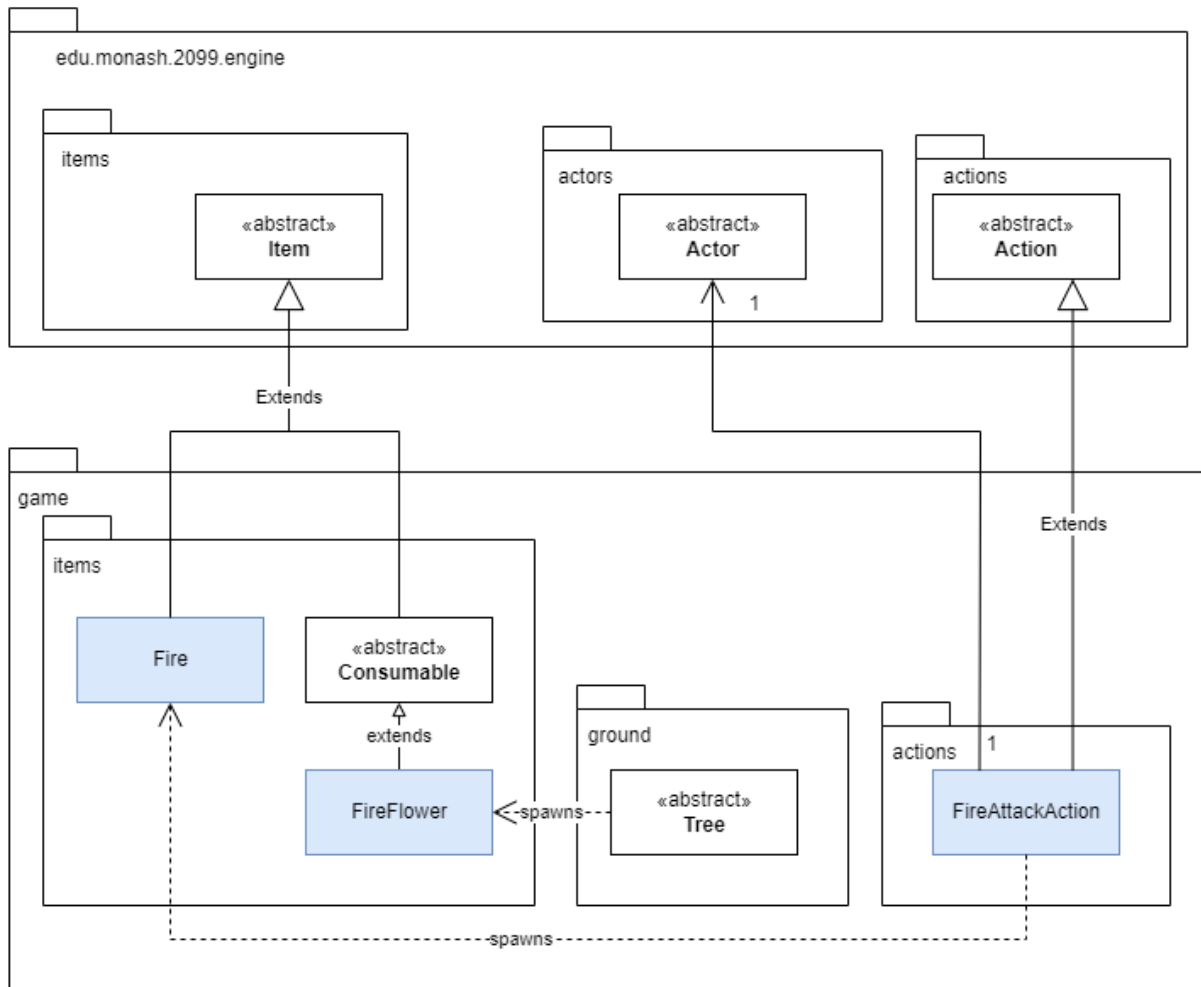 edu.monash.2099.engine
items
«abstract»
Item
actors
«abstract»
Actor
1
actions
«abstract»
Action
Extends
Extends
game
items
Fire
«abstract»
Consumable
extends
FireFlower
spawns
ground
«abstract»
Tree
actions
1
FireAttackAction
spawns